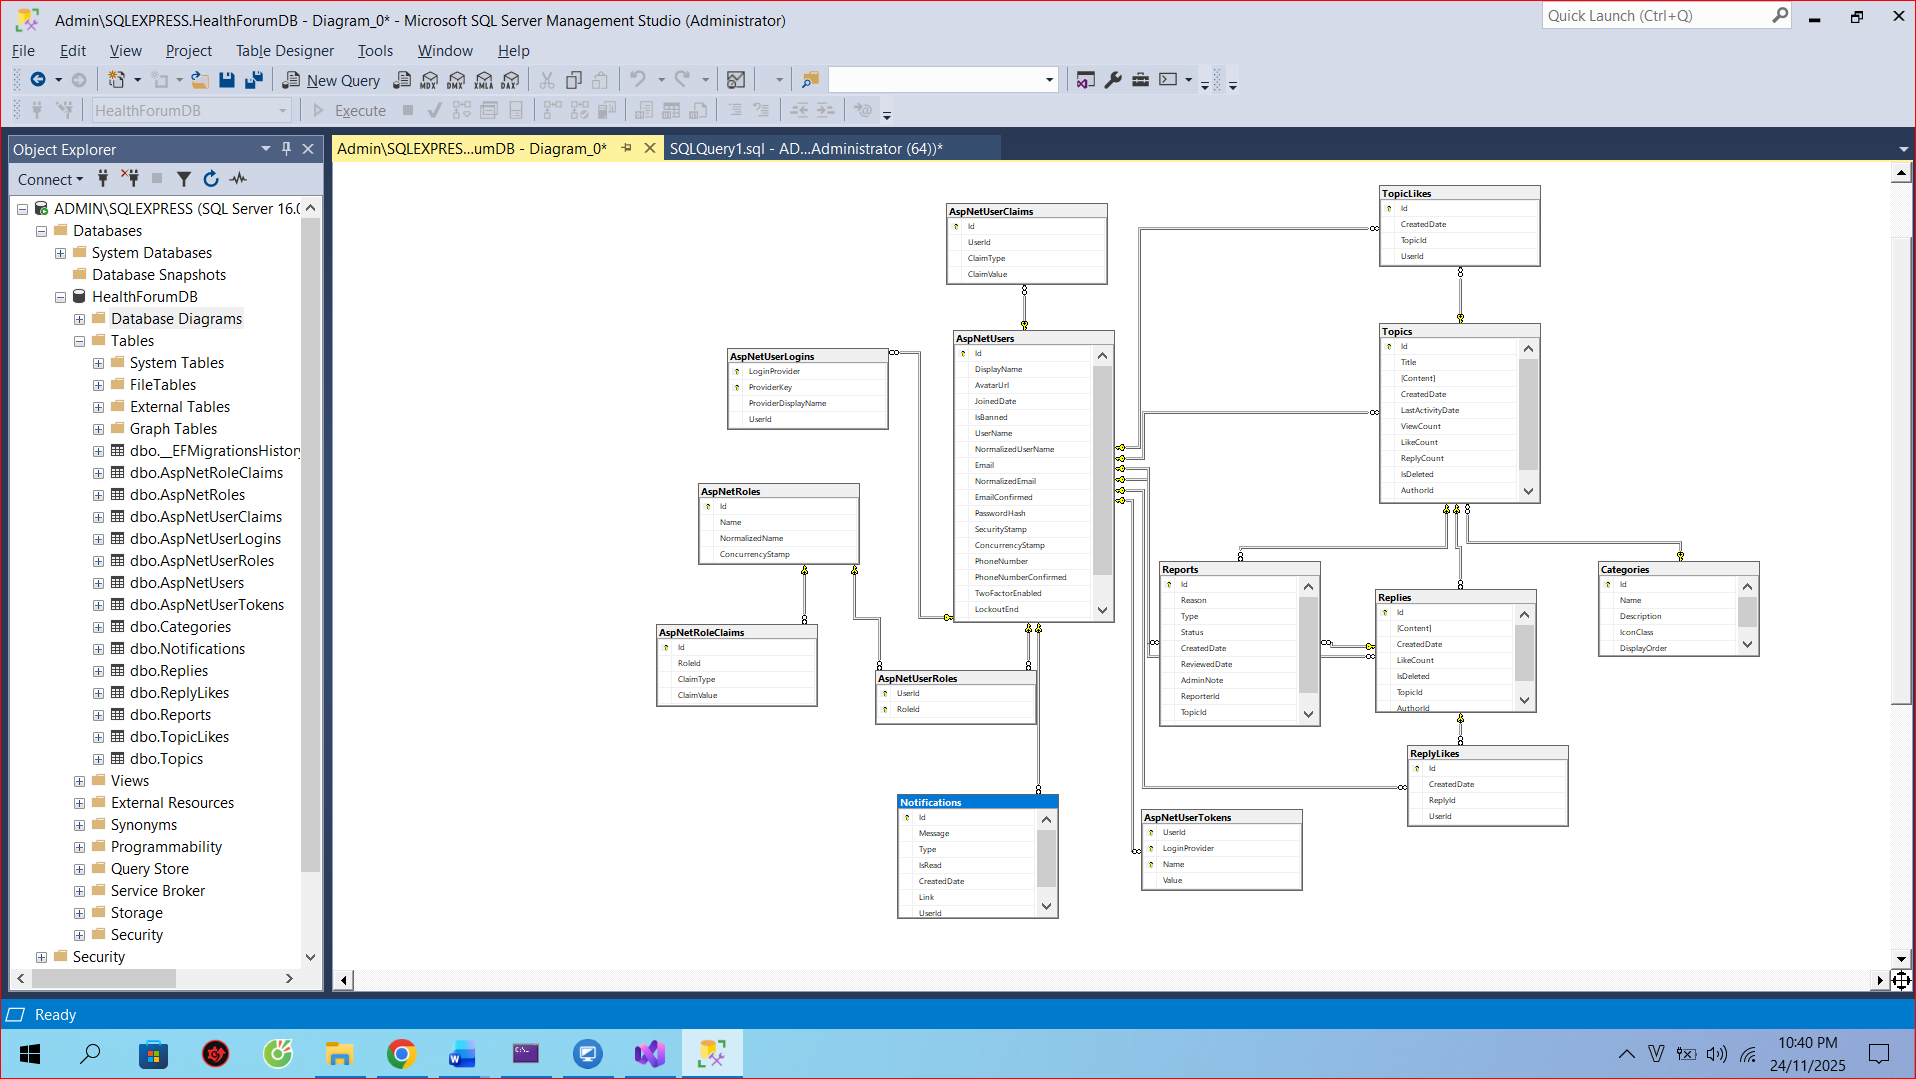 Admin\SQLEXPRESS.HealthForumDB - Diagram_0* - Microsoft SQL Server Management Studio (Administrator)
Quick Launch (Ctrl+Q)
File Edit View Project Table Designer Tools Window Help
New Query MDX DMX XMLA DAX
HealthForumDB Execute
Object Explorer
Admin\SQLEXPRES...umDB - Diagram_0* SQLQuery1.sql - AD...Administrator (64))*
Connect
ADMIN\SQLEXPRESS (SQL Server 16.0
Databases
System Databases
Database Snapshots
HealthForumDB
Database Diagrams
Tables
System Tables
FileTables
External Tables
Graph Tables
dbo.__EFMigrationsHistory
dbo.AspNetRoleClaims
dbo.AspNetRoles
dbo.AspNetUserClaims
dbo.AspNetUserLogins
dbo.AspNetUserRoles
dbo.AspNetUsers
dbo.AspNetUserTokens
dbo.Categories
dbo.Notifications
dbo.Replies
dbo.ReplyLikes
dbo.Reports
dbo.TopicLikes
dbo.Topics
Views
External Resources
Synonyms
Programmability
Query Store
Service Broker
Storage
Security
Security
AspNetUserClaims
Id
UserId
ClaimType
ClaimValue
TopicLikes
Id
CreatedDate
TopicId
UserId
AspNetUserLogins
LoginProvider
ProviderKey
ProviderDisplayName
UserId
AspNetUsers
Id
DisplayName
AvatarUrl
JoinedDate
IsBanned
UserName
NormalizedUserName
Email
NormalizedEmail
EmailConfirmed
PasswordHash
SecurityStamp
ConcurrencyStamp
PhoneNumber
PhoneNumberConfirmed
TwoFactorEnabled
LockoutEnd
Topics
Id
Title
[Content]
CreatedDate
LastActivityDate
ViewCount
LikeCount
ReplyCount
IsDeleted
AuthorId
AspNetRoles
Id
Name
NormalizedName
ConcurrencyStamp
AspNetRoleClaims
Id
RoleId
ClaimType
ClaimValue
AspNetUserRoles
UserId
RoleId
Reports
Id
Reason
Type
Status
CreatedDate
ReviewedDate
AdminNote
ReporterId
TopicId
Replies
Id
[Content]
CreatedDate
LikeCount
IsDeleted
TopicId
AuthorId
Categories
Id
Name
Description
IconClass
DisplayOrder
ReplyLikes
Id
CreatedDate
ReplyId
UserId
Notifications
Id
Message
Type
IsRead
CreatedDate
Link
UserId
AspNetUserTokens
UserId
LoginProvider
Name
Value
Ready
10:40 PM
24/11/2025